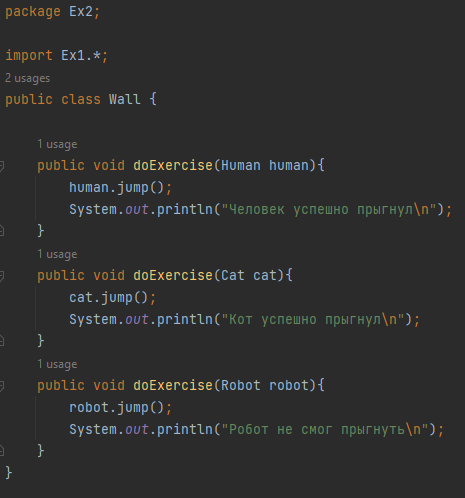 package Ex2;
import Ex1.*;
2 usages
public class Wall {
1 usage
public void doExercise(Human human){
human.jump();
System.out.println("Человек успешно прыгнул\n");
}
1 usage
public void doExercise(Cat cat){
cat.jump();
System.out.println("Кот успешно прыгнул\n");
}
1 usage
public void doExercise(Robot robot){
robot.jump();
System.out.println("Робот не смог прыгнуть\n");
}
}